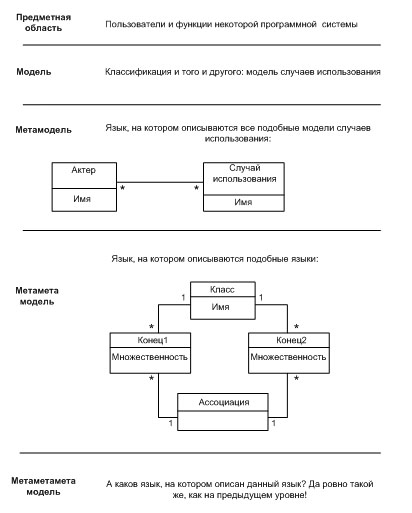 Предметная
область
Пользователи и функции некоторой программной системы
Модель
Классификация и того и другого: модель случаев использования
Метамодель
Язык, на котором описываются все подобные модели случаев
использования:
Актер
Имя
*
*
Случай
использования
Имя
Язык, на котором описываются подобные языки:
Метамета
модель
Класс
Имя
1
1
*
*
Конец1
Множественность
Конец2
Множественность
*
*
Ассоциация
1
1
Метаметамета
модель
А каков язык, на котором описан данный язык? Да ровно такой
же, как на предыдущем уровне!